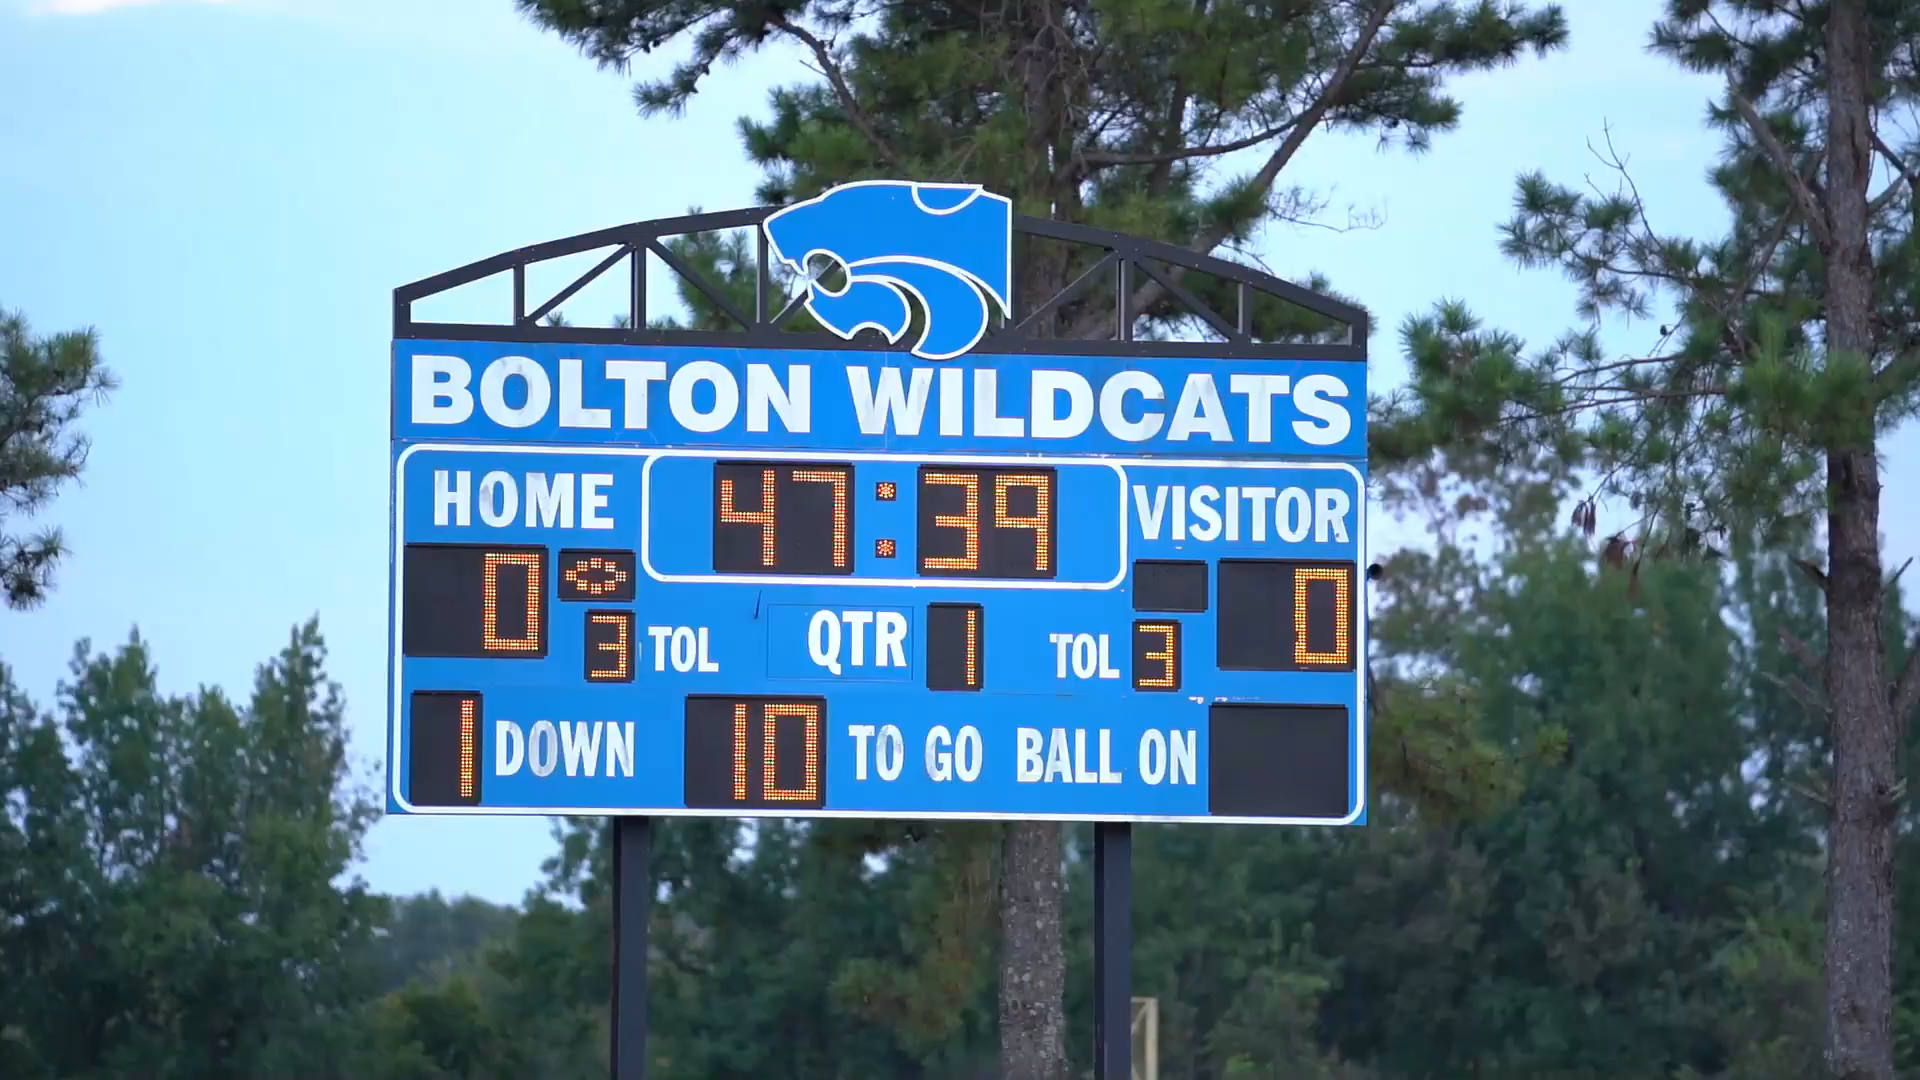 BOLTON WILDCATS
HOME 47:39 VISITOR
0 0
3 TOL QTR 1 TOL 3
1 DOWN 10 TO GO BALL ON